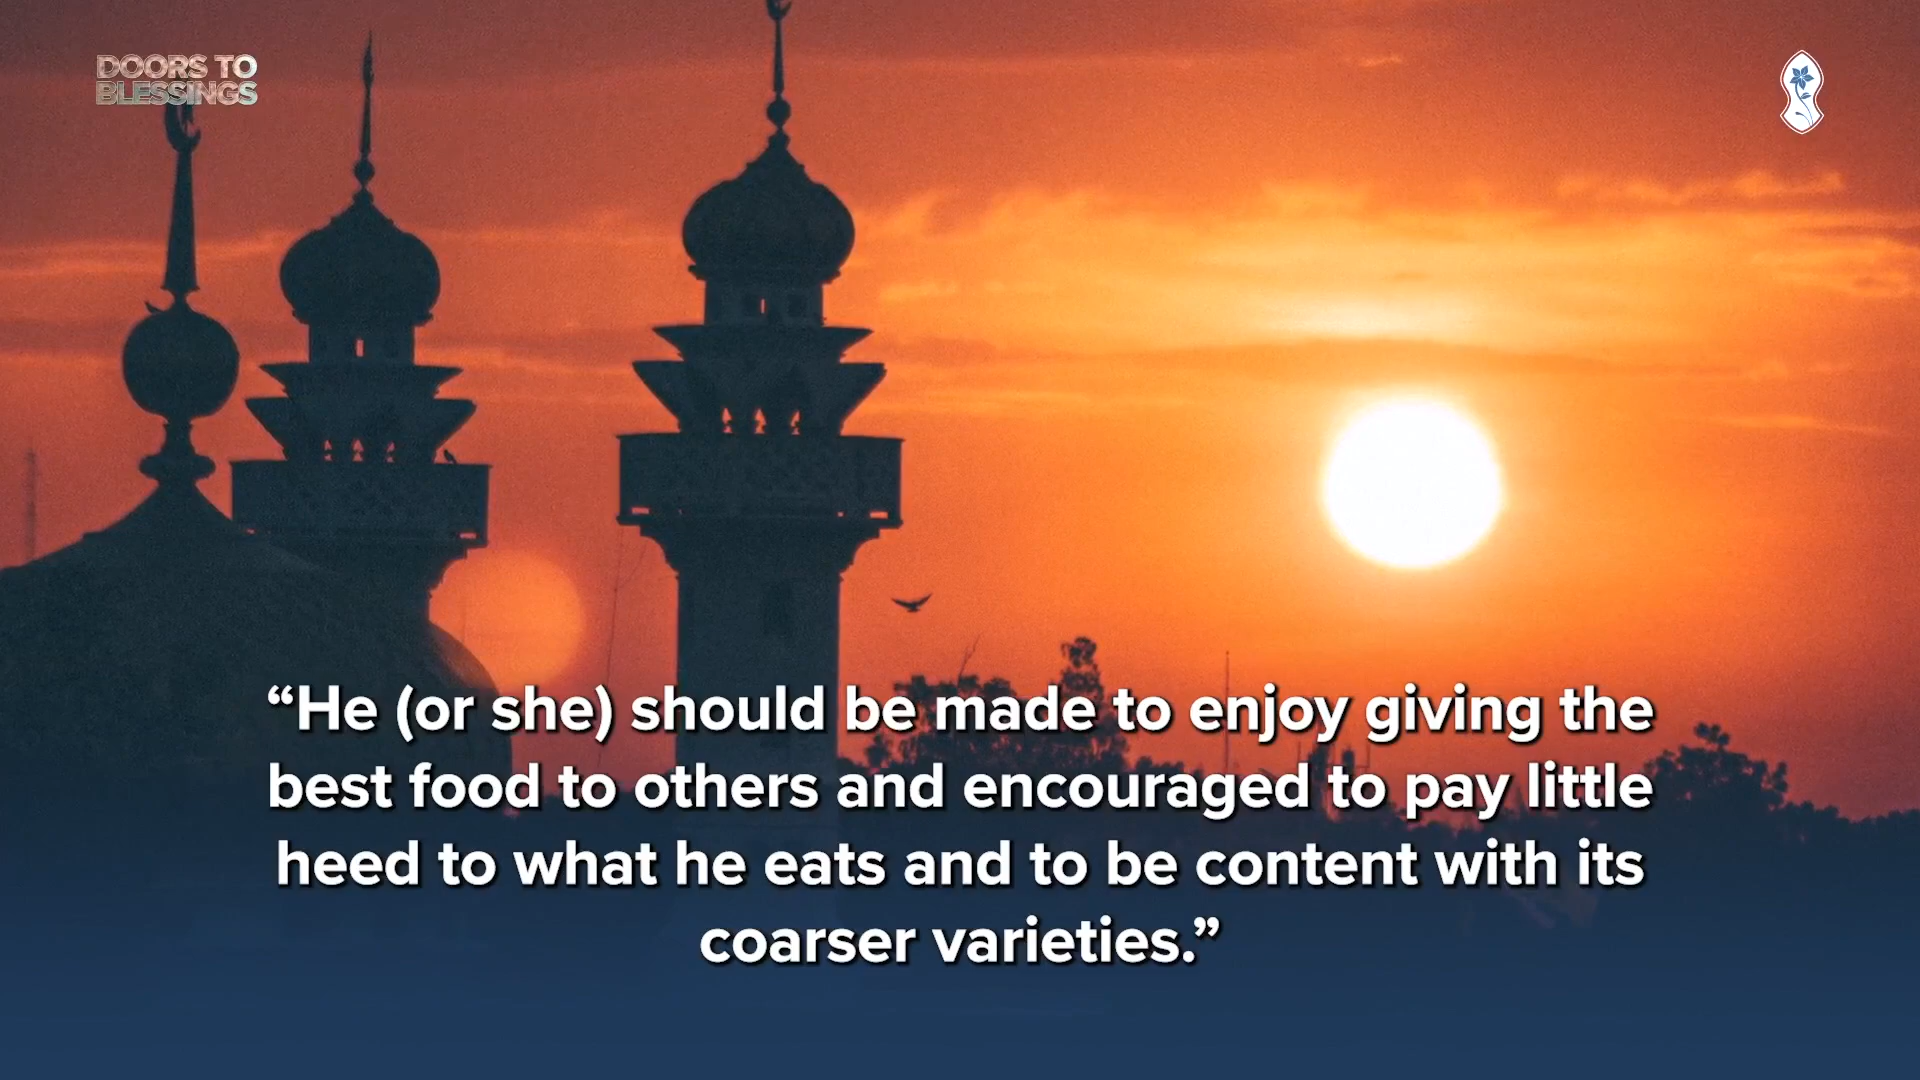 DOORS TO
BLESSINGS
“He (or she) should be made to enjoy giving the
best food to others and encouraged to pay little
heed to what he eats and to be content with its
coarser varieties.”